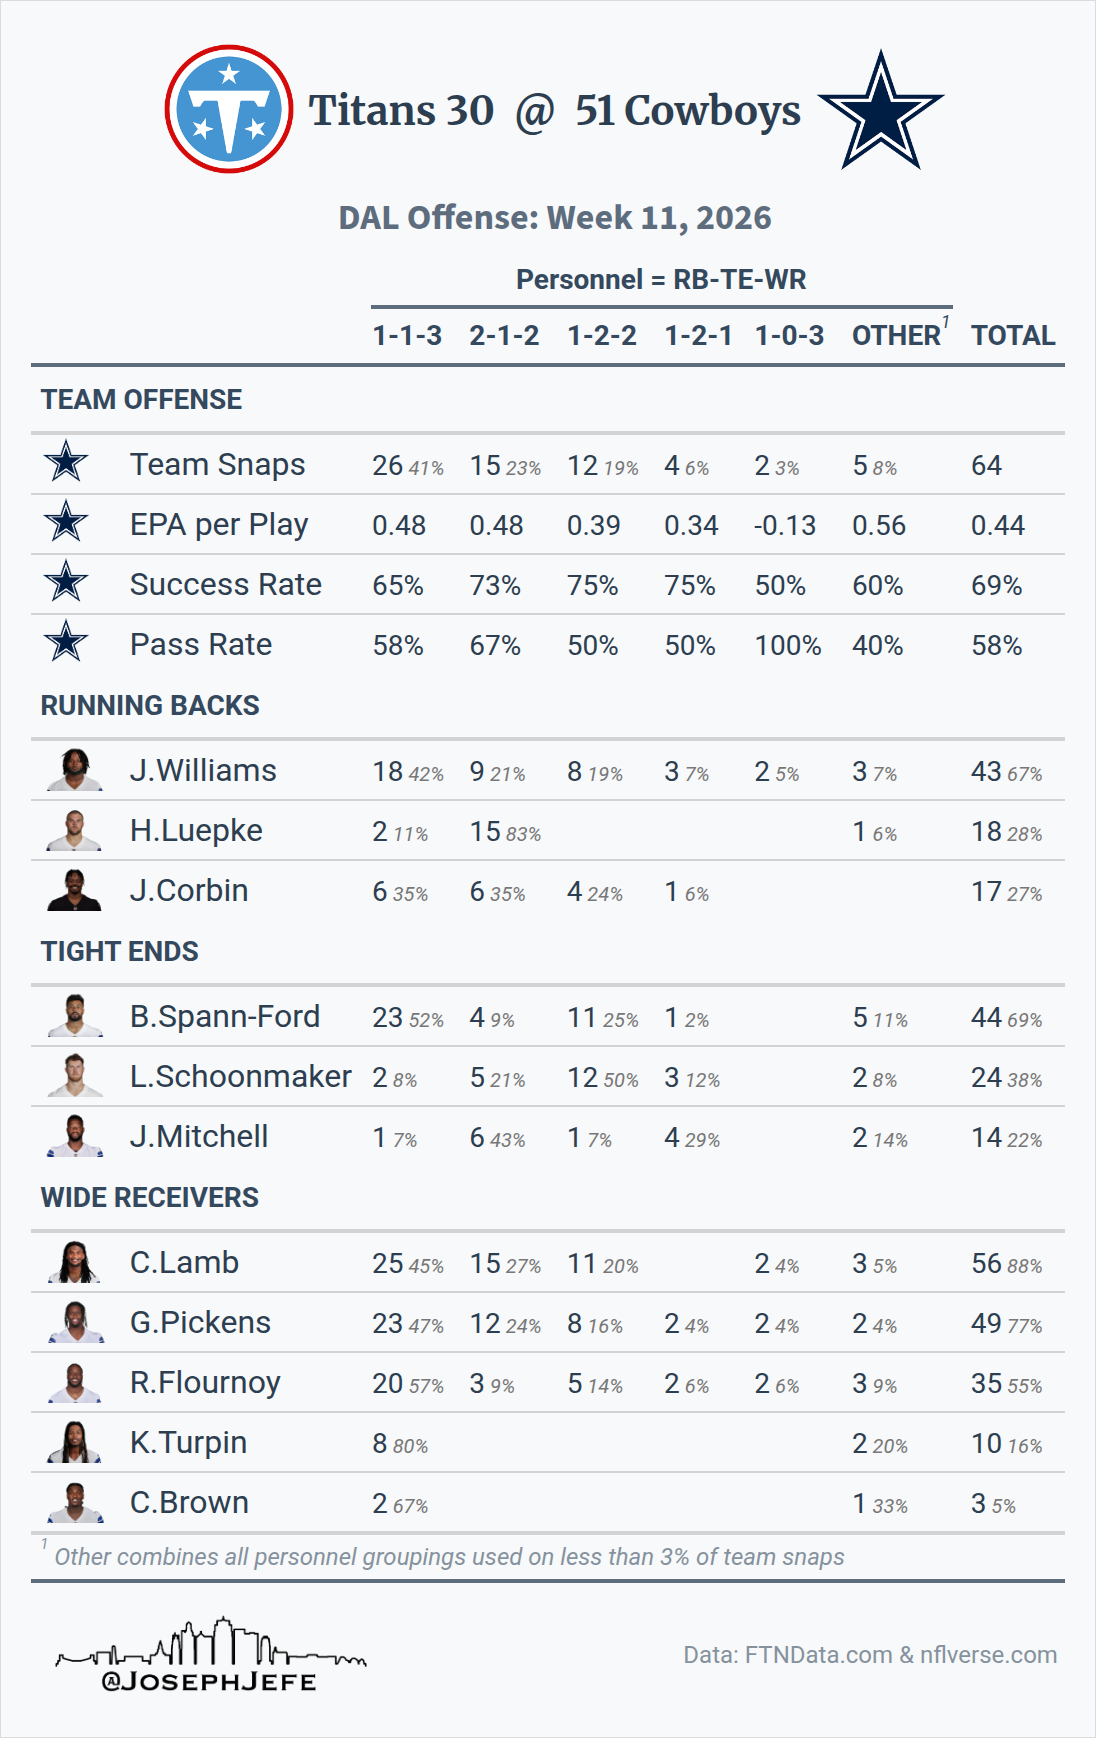 Titans 30 @ 51 Cowboys
DAL Offense: Week 11, 2026
Personnel = RB-TE-WR
1-1-3 2-1-2 1-2-2 1-2-1 1-0-3 OTHER1 TOTAL
TEAM OFFENSE
Team Snaps 26 41% 15 23% 12 19% 4 6% 2 3% 5 8% 64
EPA per Play 0.48 0.48 0.39 0.34 -0.13 0.56 0.44
Success Rate 65% 73% 75% 75% 50% 60% 69%
Pass Rate 58% 67% 50% 50% 100% 40% 58%
RUNNING BACKS
J.Williams 18 42% 9 21% 8 19% 3 7% 2 5% 3 7% 43 67%
H.Luepke 2 11% 15 83% 1 6% 18 28%
J.Corbin 6 35% 6 35% 4 24% 1 6% 17 27%
TIGHT ENDS
B.Spann-Ford 23 52% 4 9% 11 25% 1 2% 5 11% 44 69%
L.Schoonmaker 2 8% 5 21% 12 50% 3 12% 2 8% 24 38%
J.Mitchell 1 7% 6 43% 1 7% 4 29% 2 14% 14 22%
WIDE RECEIVERS
C.Lamb 25 45% 15 27% 11 20% 2 4% 3 5% 56 88%
G.Pickens 23 47% 12 24% 8 16% 2 4% 2 4% 2 4% 49 77%
R.Flournoy 20 57% 3 9% 5 14% 2 6% 2 6% 3 9% 35 55%
K.Turpin 8 80% 2 20% 10 16%
C.Brown 2 67% 1 33% 3 5%
1 Other combines all personnel groupings used on less than 3% of team snaps
@JosephJefe
Data: FTNData.com & nflverse.com